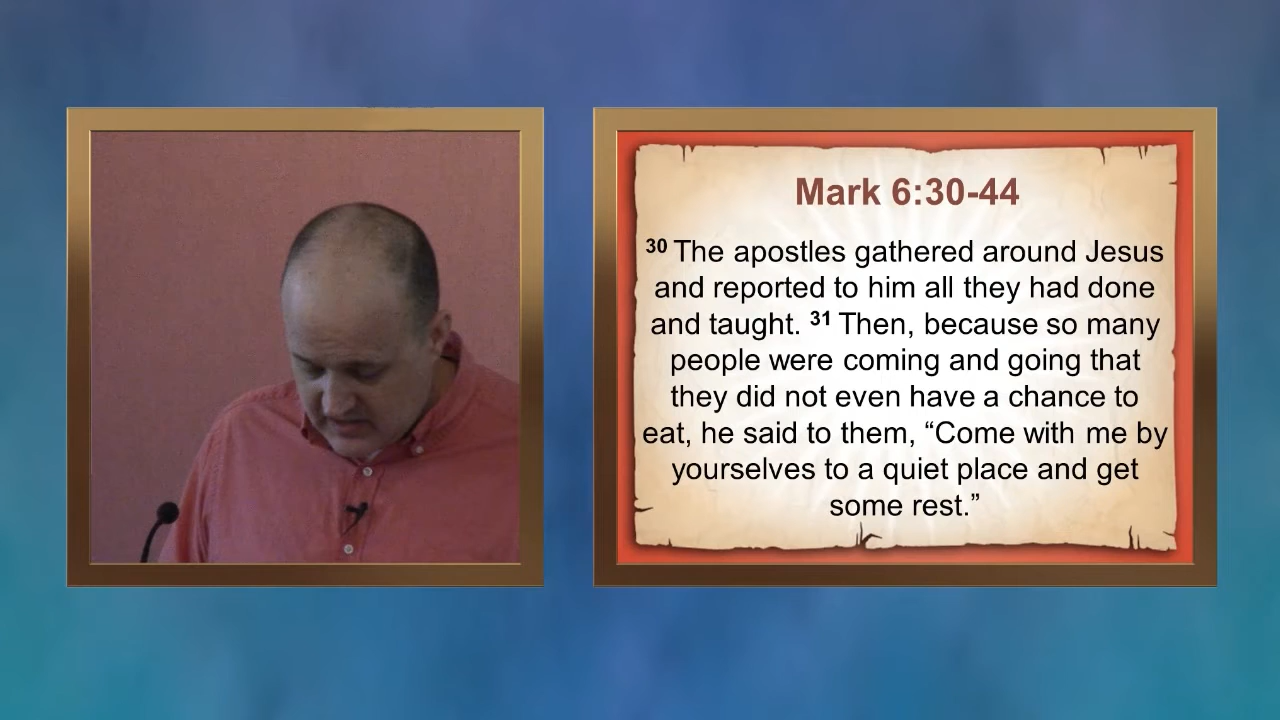 Mark 6:30-44
30 The apostles gathered around Jesus
and reported to him all they had done
and taught. 31 Then, because so many
people were coming and going that
they did not even have a chance to
eat, he said to them, “Come with me by
yourselves to a quiet place and get
some rest.”